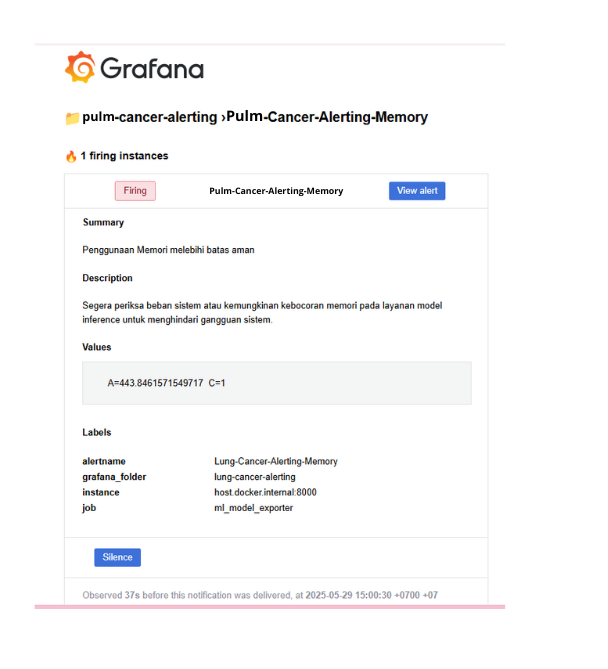 Grafana
pulm-cancer-alerting ›Pulm-Cancer-Alerting-Memory
1 firing instances
Firing Pulm-Cancer-Alerting-Memory View alert
Summary
Penggunaan Memori melebihi batas aman
Description
Segera periksa beban sistem atau kemungkinan kebocoran memori pada layanan model
inference untuk menghindari gangguan sistem.
Values
A=443.8461571549717 C=1
Labels
alertname Lung-Cancer-Alerting-Memory
grafana_folder lung-cancer-alerting
instance host.docker.internal:8000
job ml_model_exporter
Silence
Observed 37s before this notification was delivered, at 2025-05-29 15:00:30 +0700 +07